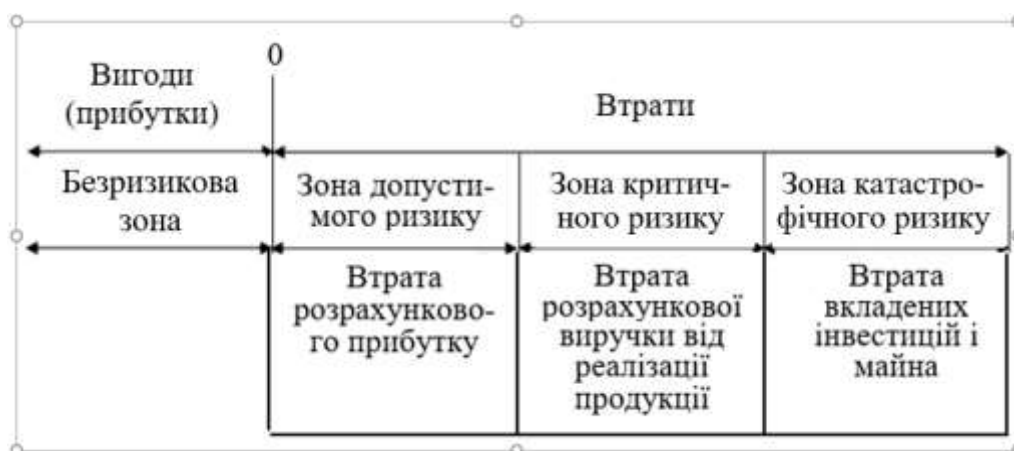 0
Вигоди
(прибутки)
Втрати
Безризикова
зона
Зона допусти-
мого ризику
Зона критич-
ного ризику
Зона катастро-
фічного ризику
Втрата
розрахунково-
го прибутку
Втрата
розрахункової
виручки від
реалізації
продукції
Втрата
вкладених
інвестицій і
майна